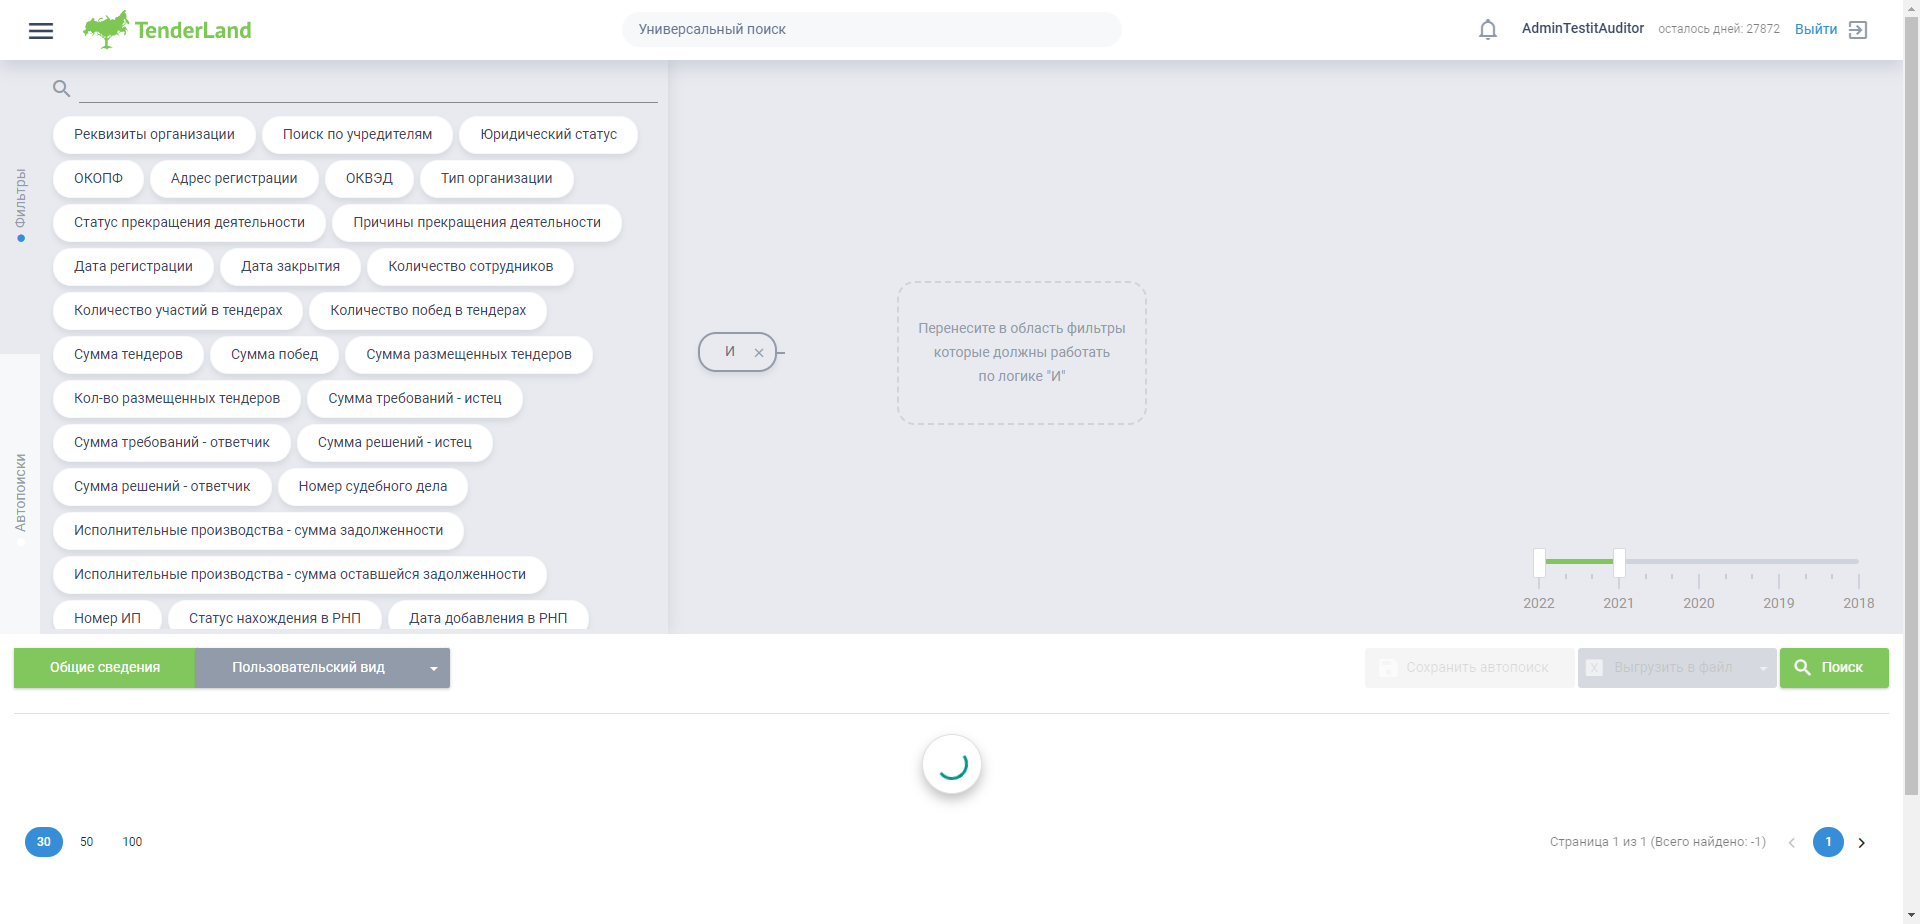 TenderLand
Универсальный поиск
AdminTestitAuditor
осталось дней: 27872
Выйти
Фильтры
Автопоиски
Реквизиты организации
Поиск по учредителям
Юридический статус
ОКОПФ
Адрес регистрации
ОКВЭД
Тип организации
Статус прекращения деятельности
Причины прекращения деятельности
Дата регистрации
Дата закрытия
Количество сотрудников
Количество участий в тендерах
Количество побед в тендерах
Сумма тендеров
Сумма побед
Сумма размещенных тендеров
Кол-во размещенных тендеров
Сумма требований - истец
Сумма требований - ответчик
Сумма решений - истец
Сумма решений - ответчик
Номер судебного дела
Исполнительные производства - сумма задолженности
Исполнительные производства - сумма оставшейся задолженности
Номер ИП
Статус нахождения в РНП
Дата добавления в РНП
И
Перенесите в область фильтры
которые должны работать
по логике "И"
2022
2021
2020
2019
2018
Общие сведения
Пользовательский вид
Сохранить автопоиск
X
Выгрузить в файл
Поиск
30
50
100
Страница 1 из 1 (Всего найдено: -1)
1